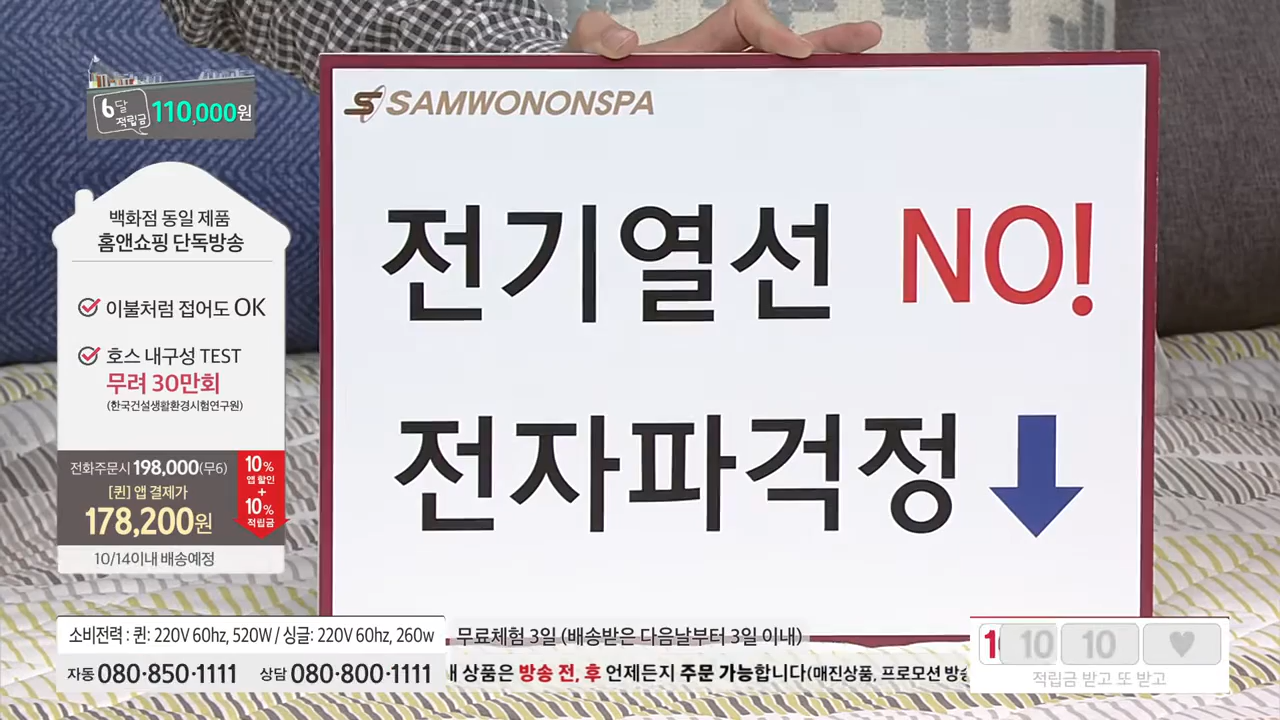 6달
적립금
110,000원
SAMWONONSPA
전기열선 NO!
전자파걱정
백화점 동일 제품
홈앤쇼핑 단독방송
이불처럼 접어도 OK
호스 내구성 TEST
무려 30만회
(한국건설생활환경시험연구원)
전화주문시 198,000(무6)
[퀸] 앱 결제가
178,200원
10%
앱 할인
+
10%
적립금
10/14이내 배송예정
소비전력 : 퀸: 220V 60hz, 520W / 싱글: 220V 60hz, 260w
무료체험 3일 (배송받은 다음날부터 3일 이내)
자동 080·850·1111 상담 080·800·1111
상품은 방송 전, 후 언제든지 주문 가능합니다(매진상품, 프로모션 방송
10 10
적립금 받고 또 받고